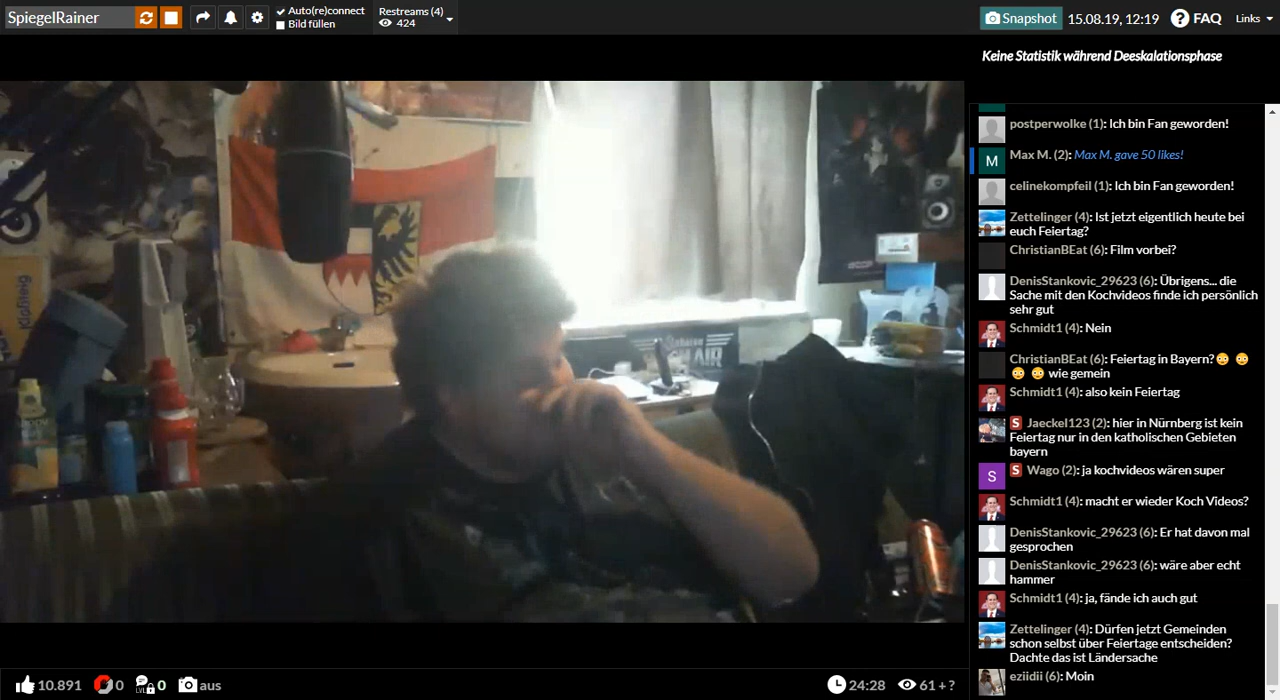 SpiegelRainer
Auto(re)connect
Bild füllen
Restreams (4)
424
Snapshot
15.08.19, 12:19
FAQ
Links
Keine Statistik während Deeskalationsphase
postperwolke (1): Ich bin Fan geworden!
M
Max M. (2): Max M. gave 50 likes!
celinekompfeil (1): Ich bin Fan geworden!
Zettelinger (4): Ist jetzt eigentlich heute bei
euch Feiertag?
ChristianBEat (6): Film vorbei?
DenisStankovic_29623 (6): Übrigens... die
Sache mit den Kochvideos finde ich persönlich
sehr gut
Schmidt1 (4): Nein
ChristianBEat (6): Feiertag in Bayern?😳 😳
😳 😳 wie gemein
Schmidt1 (4): also kein Feiertag
S Jaeckel123 (2): hier in Nürnberg ist kein
Feiertag nur in den katholischen Gebieten
bayern
S
S Wago (2): ja kochvideos wären super
Schmidt1 (4): macht er wieder Koch Videos?
DenisStankovic_29623 (6): Er hat davon mal
gesprochen
DenisStankovic_29623 (6): wäre aber echt
hammer
Schmidt1 (4): ja, fände ich auch gut
Zettelinger (4): Dürfen jetzt Gemeinden
schon selbst über Feiertage entscheiden?
Dachte das ist Ländersache
eziidii (6): Moin
ON AIR
10.891
0
LVL
0
aus
24:28
61 + ?